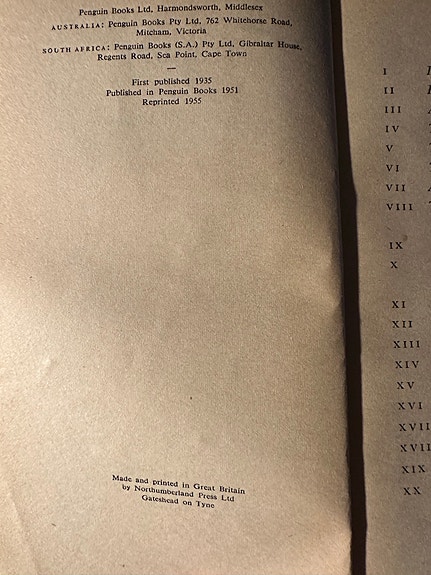 Penguin Books Ltd, Harmondsworth, Middlesex
AUSTRALIA: Penguin Books Pty Ltd, 762 Whitehorse Road,
Mitcham, Victoria
SOUTH AFRICA: Penguin Books (S.A.) Pty Ltd, Gibraltar House,
Regents Road, Sea Point, Cape Town
—
First published 1935
Published in Penguin Books 1951
Reprinted 1955
Made and printed in Great Britain
by Northumberland Press Ltd
Gateshead on Tyne
I
II
III
IV
V
VI
VII
VIII
IX
X
XI
XII
XIII
XIV
XV
XVI
XVII
XVII
XIX
XX